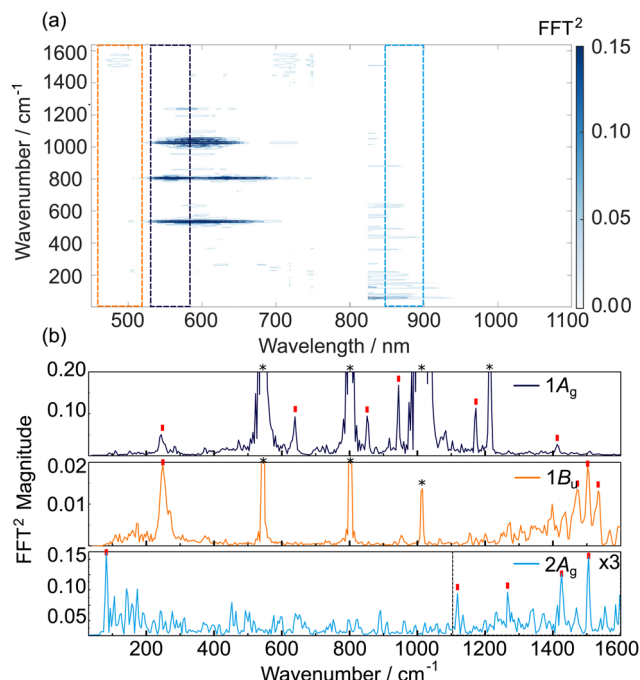 (a)
FFT²
1600
1400
1200
1000
800
600
400
200
Wavenumber / cm⁻¹
0.15
0.10
0.05
0.00
500 600 700 800 900 1000 1100
Wavelength / nm
(b)
0.20
0.10
* * * *
1Ag
0.02
0.01
* * *
1Bu
0.15
0.10
0.05
2Ag x3
FFT² Magnitude
200 400 600 800 1000 1200 1400 1600
Wavenumber / cm⁻¹